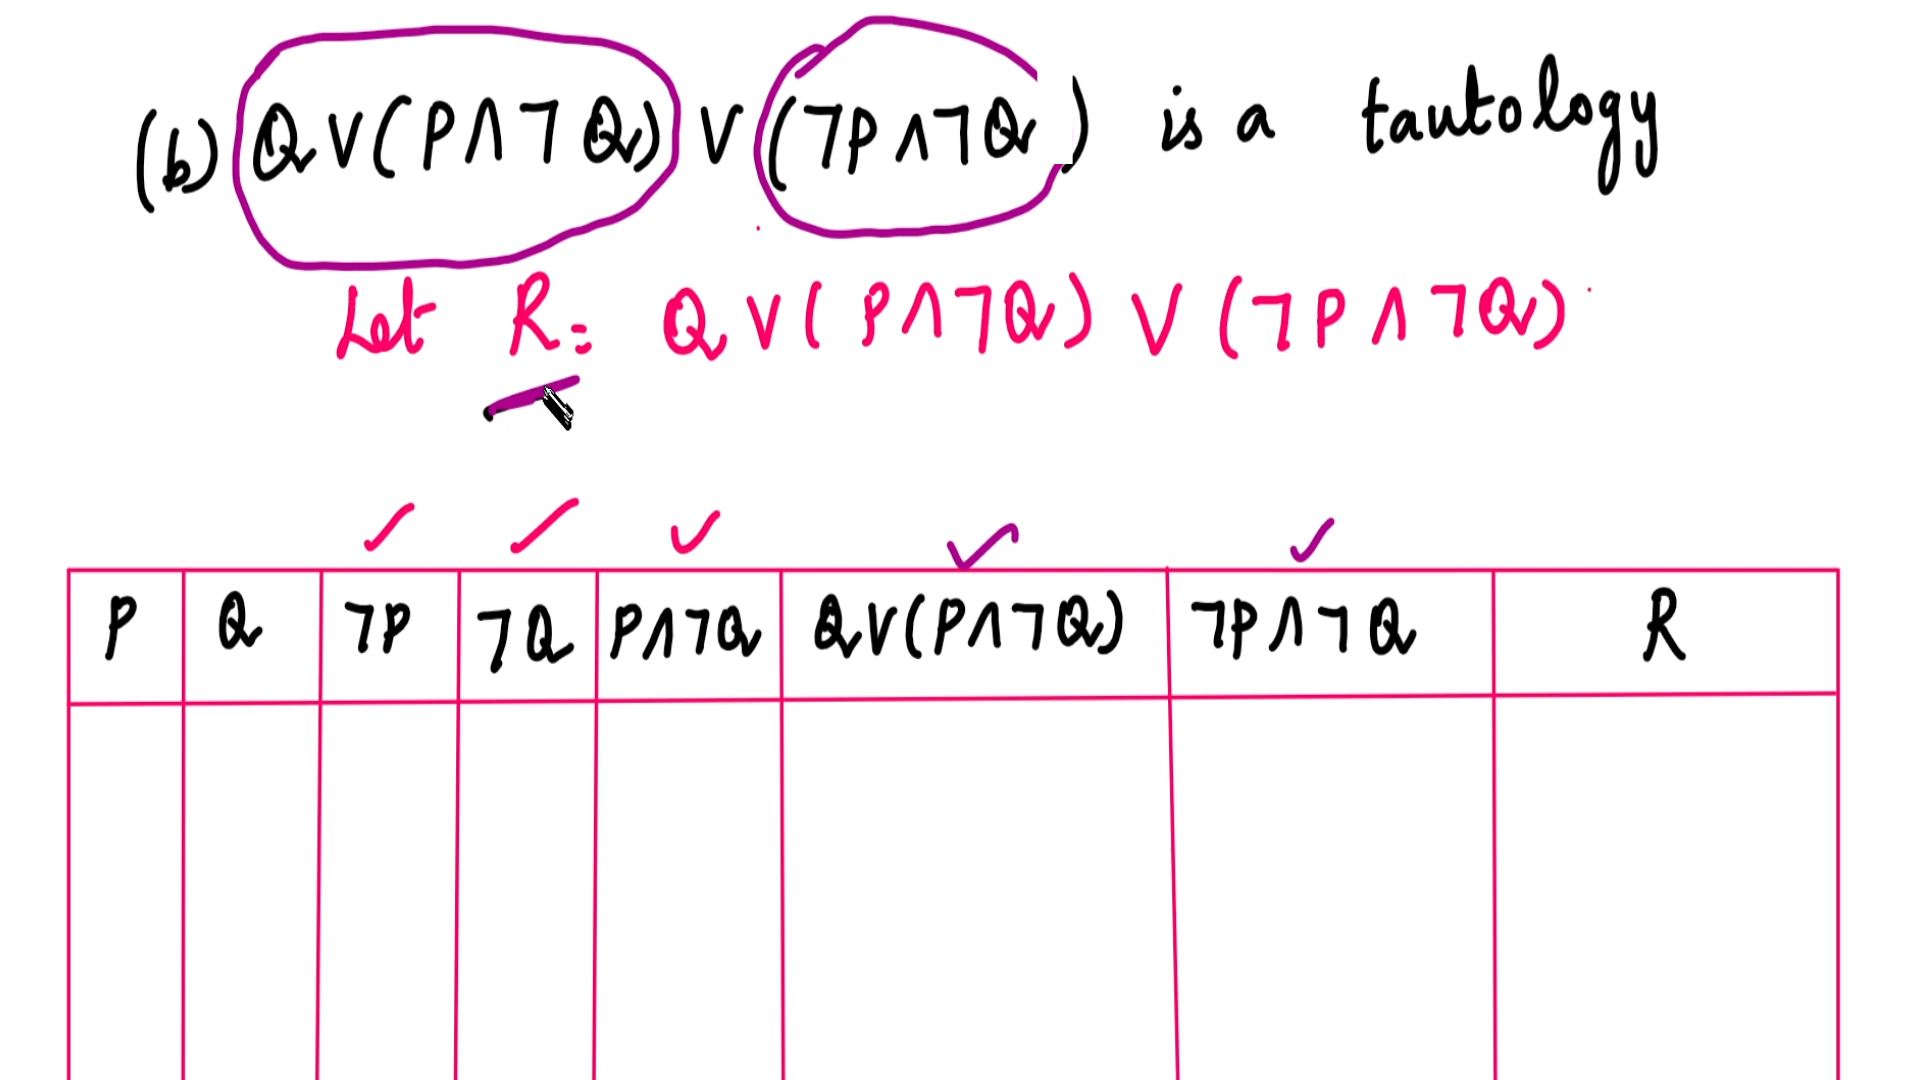 (b) Q∨(P∧¬Q) ∨ (¬P∧¬Q) is a tautology
Let R: Q∨(P∧¬Q) ∨ (¬P∧¬Q)
P Q ¬P ¬Q P∧¬Q Q∨(P∧¬Q) ¬P∧¬Q R